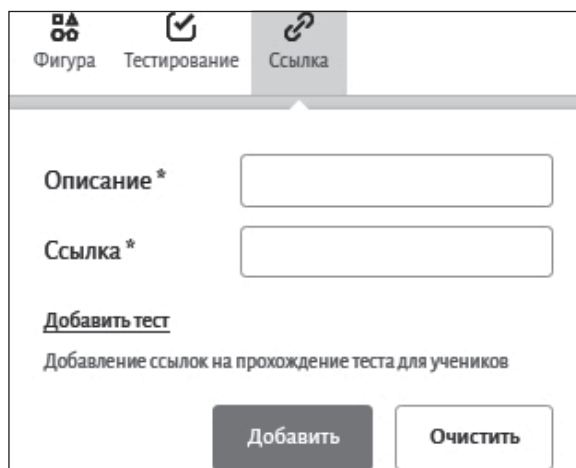 Фигура Тестирование Ссылка
Описание *
Ссылка *
Добавить тест
Добавление ссылок на прохождение теста для учеников
Добавить Очистить